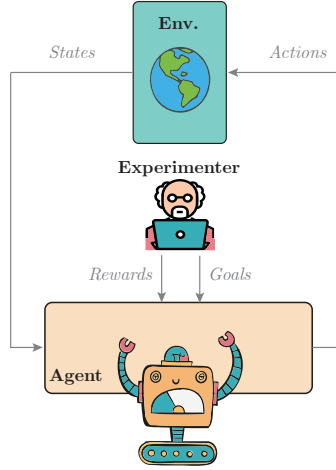 Env.
States
Actions
Experimenter
Rewards
Goals
Agent